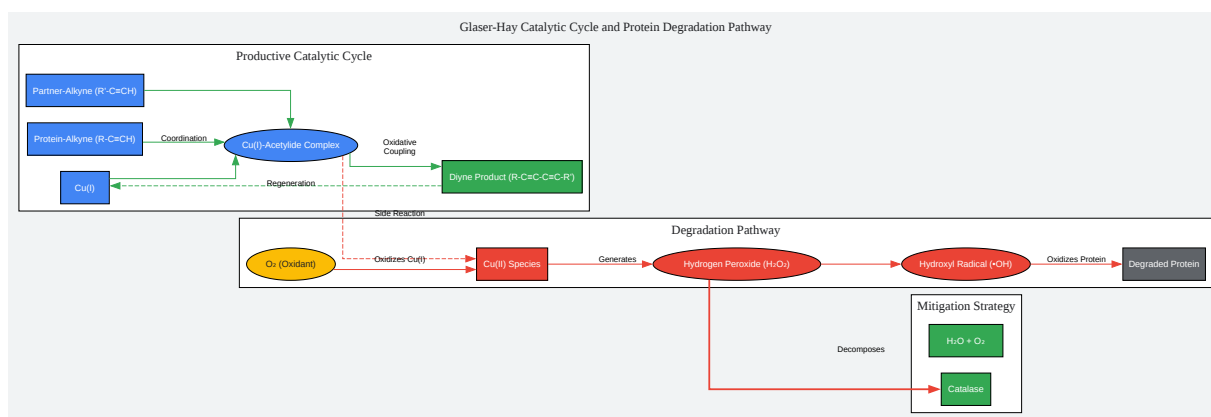 Glaser-Hay Catalytic Cycle and Protein Degradation Pathway
Productive Catalytic Cycle
Partner-Alkyne (R'-C≡CH)
Protein-Alkyne (R-C≡CH)
Coordination
Cu(I)-Acetylide Complex
Oxidative
Coupling
Cu(I)
Regeneration
Diyne Product (R-C≡C-C≡C-R')
Side Reaction
Degradation Pathway
O₂ (Oxidant)
Oxidizes Cu(I)
Cu(II) Species
Generates
Hydrogen Peroxide (H₂O₂)
Hydroxyl Radical (•OH)
Oxidizes Protein
Degraded Protein
Mitigation Strategy
H₂O + O₂
Decomposes
Catalase